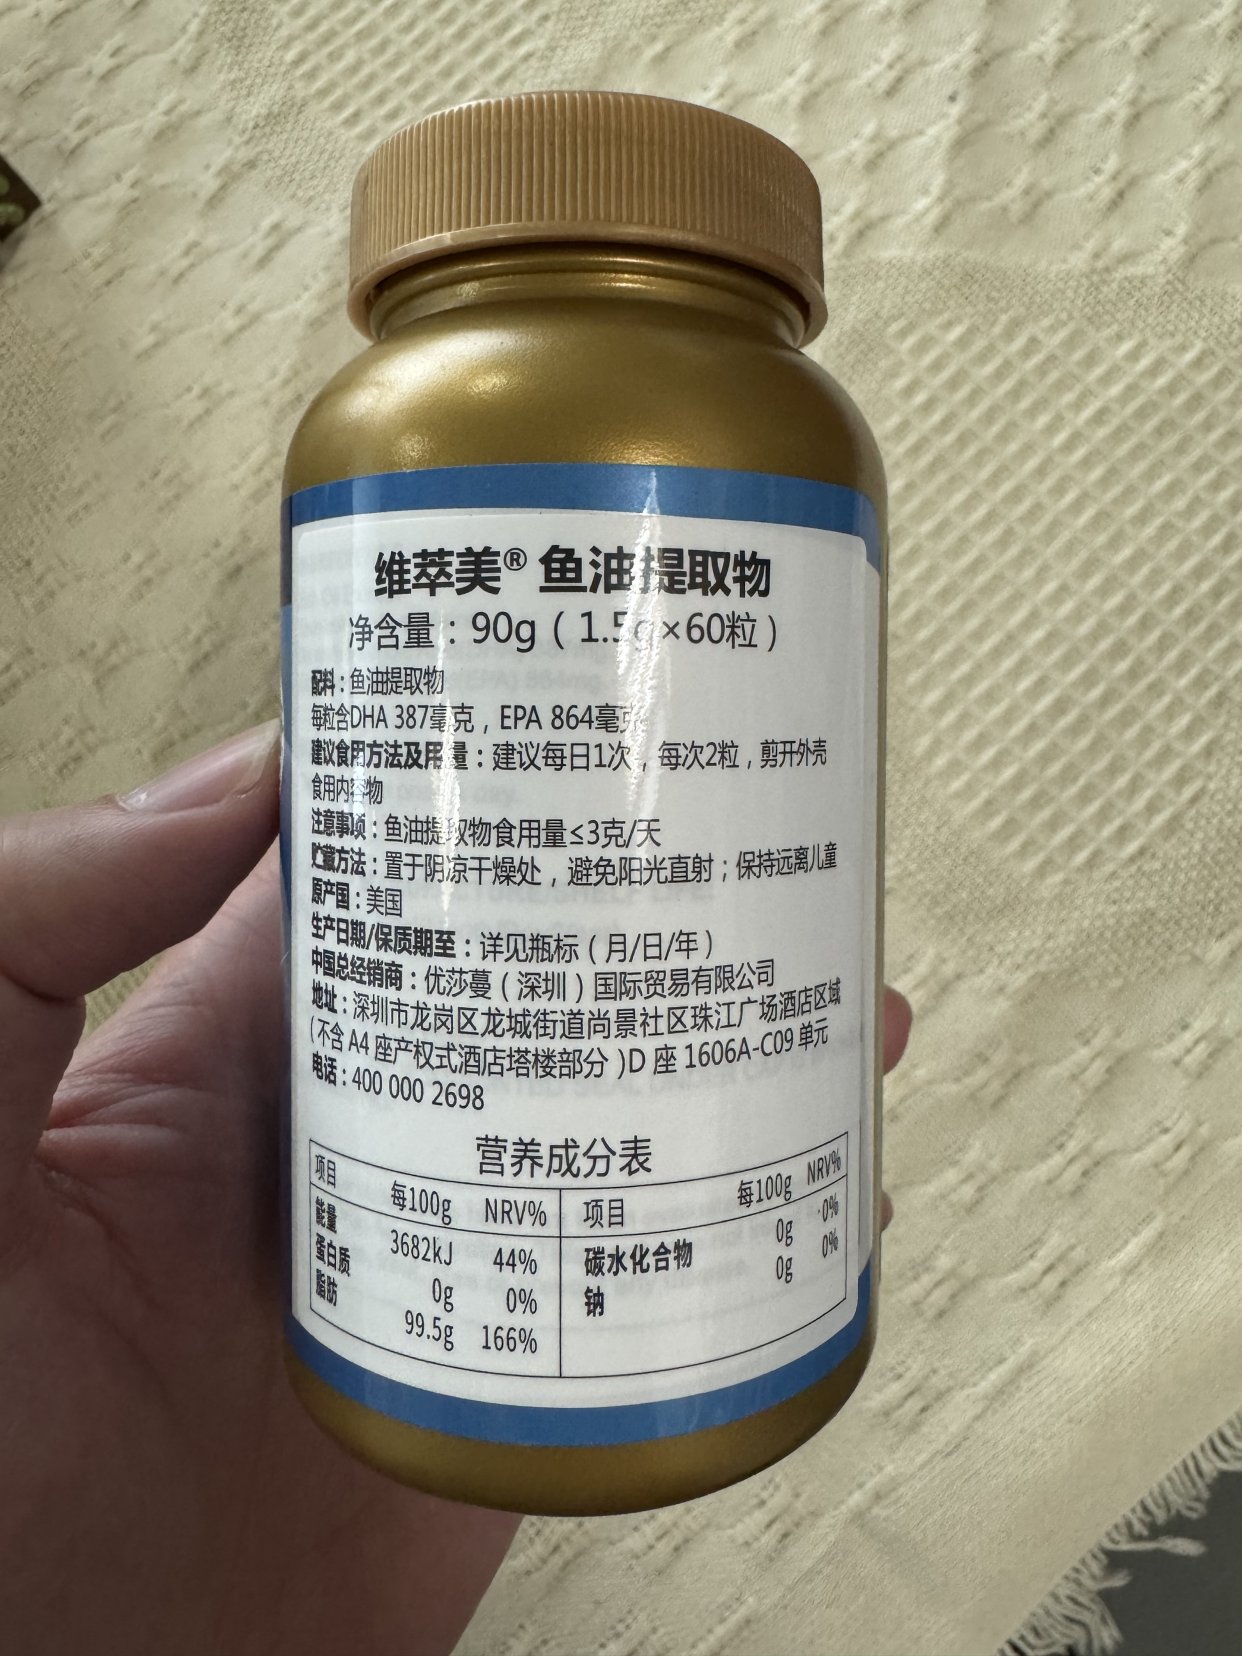 维萃美® 鱼油提取物
净含量：90g（1.5g×60粒）
配料：鱼油提取物
每粒含DHA 387毫克，EPA 864毫克
建议食用方法及用量：建议每日1次，每次2粒，剪开外壳
食用内容物
注意事项：鱼油提取物食用量≤3克/天
贮藏方法：置于阴凉干燥处，避免阳光直射；保持远离儿童
原产国：美国
生产日期/保质期至：详见瓶标（月/日/年）
中国总经销商：优莎蔓（深圳）国际贸易有限公司
地址：深圳市龙岗区龙城街道尚景社区珠江广场酒店区域
(不含 A4 座产权式酒店塔楼部分 )D 座 1606A-C09 单元
电话：400 000 2698
营养成分表
项目 每100g NRV% 项目 每100g NRV%
能量 3682kJ 44% 碳水化合物 0g 0%
蛋白质 0g 0% 钠 0g 0%
脂肪 99.5g 166%